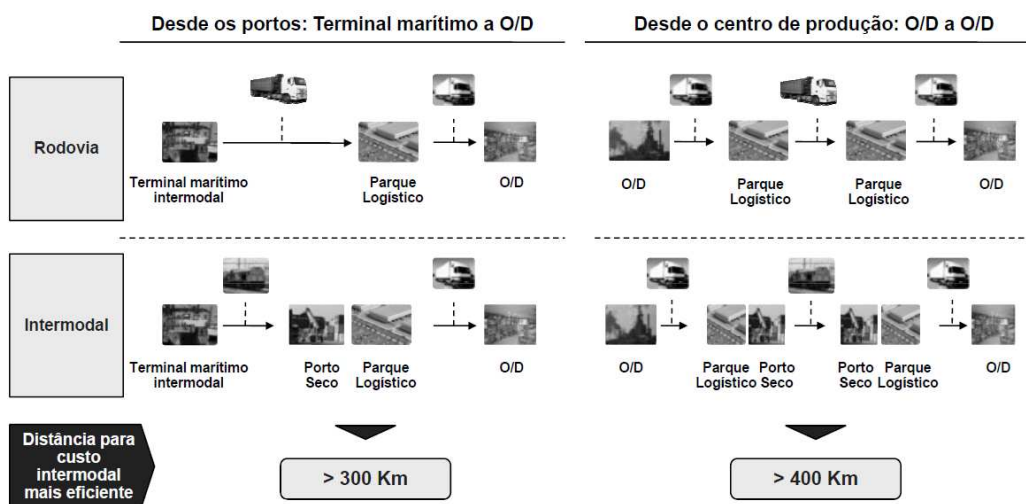 Desde os portos: Terminal marítimo a O/D
Desde o centro de produção: O/D a O/D
Rodovia
Terminal marítimo
intermodal
Parque
Logístico
O/D
O/D
Parque
Logístico
Parque
Logístico
O/D
Intermodal
Terminal marítimo
intermodal
Porto
Seco
Parque
Logístico
O/D
O/D
Parque
Logístico
Porto
Seco
Porto
Seco
Parque
Logístico
O/D
Distância para
custo
intermodal
mais eficiente
> 300 Km
> 400 Km